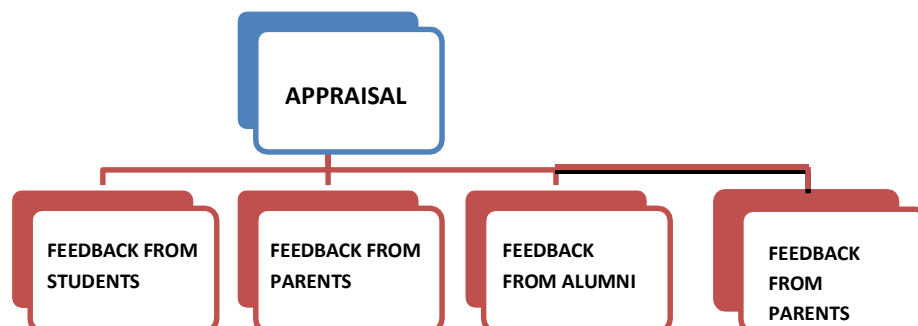 APPRAISAL
FEEDBACK FROM
STUDENTS
FEEDBACK FROM
PARENTS
FEEDBACK
FROM ALUMNI
FEEDBACK
FROM
PARENTS